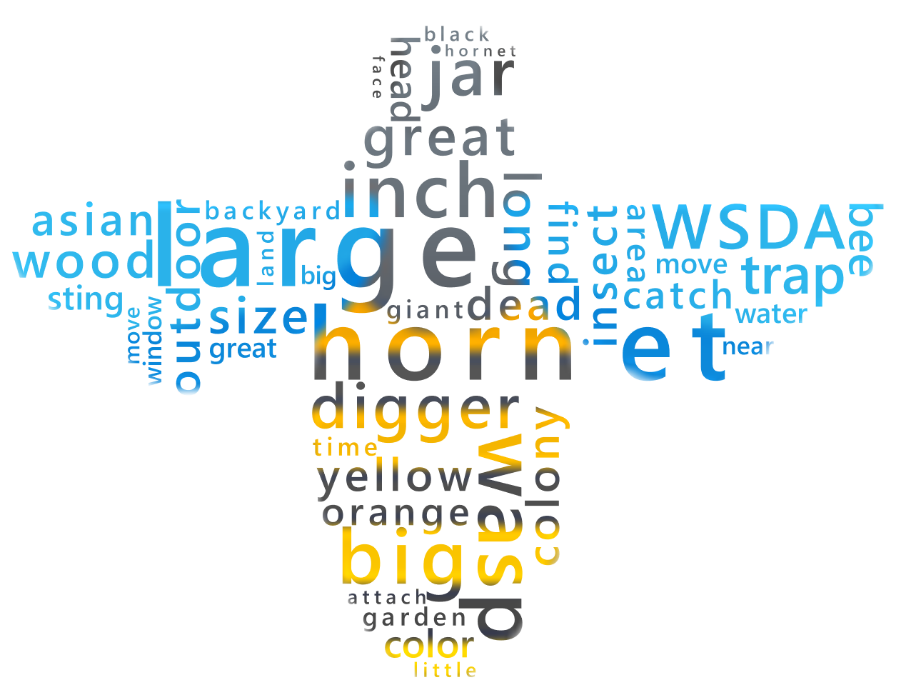 black
hornet
face
head
jar
great
inch
long
asian
backyard
outdoor
large
land
big
wood
sting
move
window
size
great
find
insect
area
WSDA
bee
move
trap
catch
water
near
giant
dead
hornet
digger
time
yellow
wasp
colony
orange
big
attach
garden
color
little